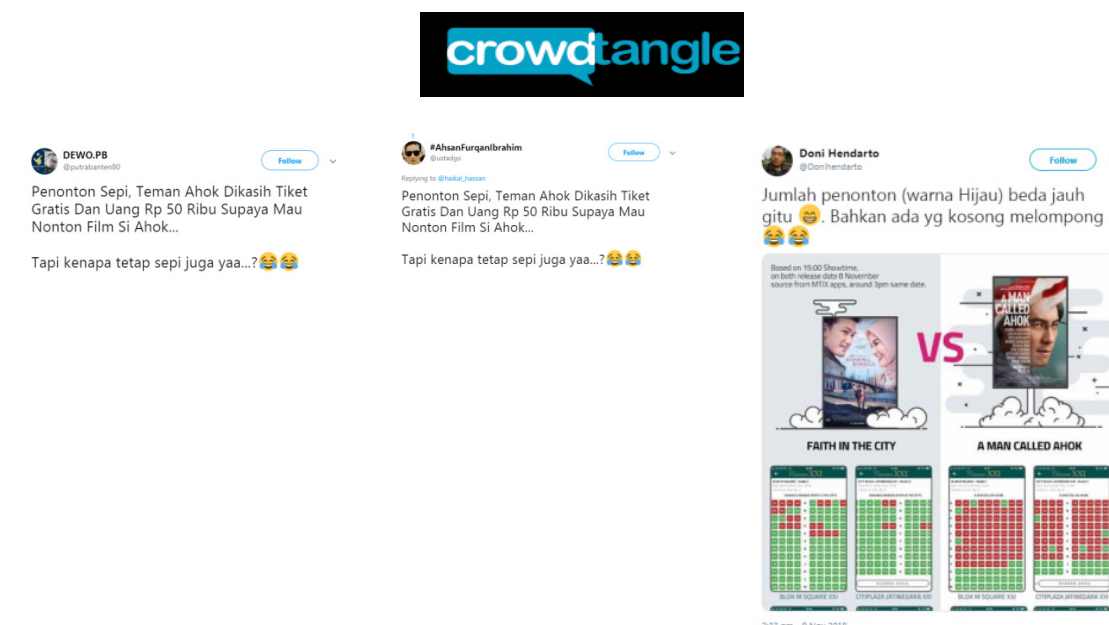 crowdtangle
DEWO.PB
@putrabanten80
Follow
Penonton Sepi, Teman Ahok Dikasih Tiket
Gratis Dan Uang Rp 50 Ribu Supaya Mau
Nonton Film Si Ahok...
Tapi kenapa tetap sepi juga yaa...?😂😂
#AhsanFurqanIbrahim
@ustadgo
Follow
Replying to @haikal_hassan
Penonton Sepi, Teman Ahok Dikasih Tiket
Gratis Dan Uang Rp 50 Ribu Supaya Mau
Nonton Film Si Ahok...
Tapi kenapa tetap sepi juga yaa...?😂😂
Doni Hendarto
@Donihendarto
Follow
Jumlah penonton (warna Hijau) beda jauh
gitu 😁. Bahkan ada yg kosong melompong
😂😂
Based on 19.00 Showtime,
on both release date 8 November
source from MTIX apps, around 3pm same date.
VS
A MAN
CALLED
AHOK
FAITH IN THE CITY
A MAN CALLED AHOK
BLOK M SQUARE XXI
CITIPLAZA JATINEGARA XXI
BLOK M SQUARE XXI
CITIPLAZA JATINEGARA XXI